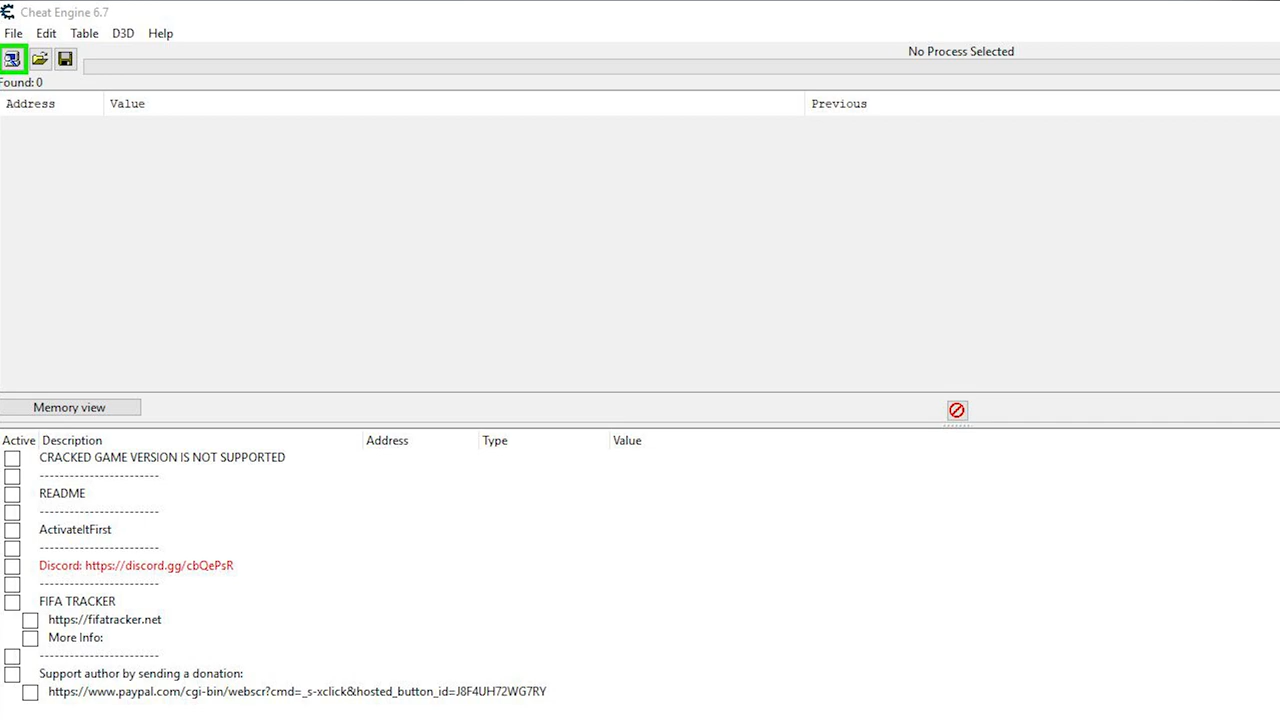 Cheat Engine 6.7
File Edit Table D3D Help
No Process Selected
Found: 0
Address Value Previous
Memory view
Active Description Address Type Value
CRACKED GAME VERSION IS NOT SUPPORTED
------------------------
README
------------------------
ActivateItFirst
------------------------
Discord: https://discord.gg/cbQePsR
------------------------
FIFA TRACKER
https://fifatracker.net
More Info:
------------------------
Support author by sending a donation:
https://www.paypal.com/cgi-bin/webscr?cmd=_s-xclick&hosted_button_id=J8F4UH72WG7RY